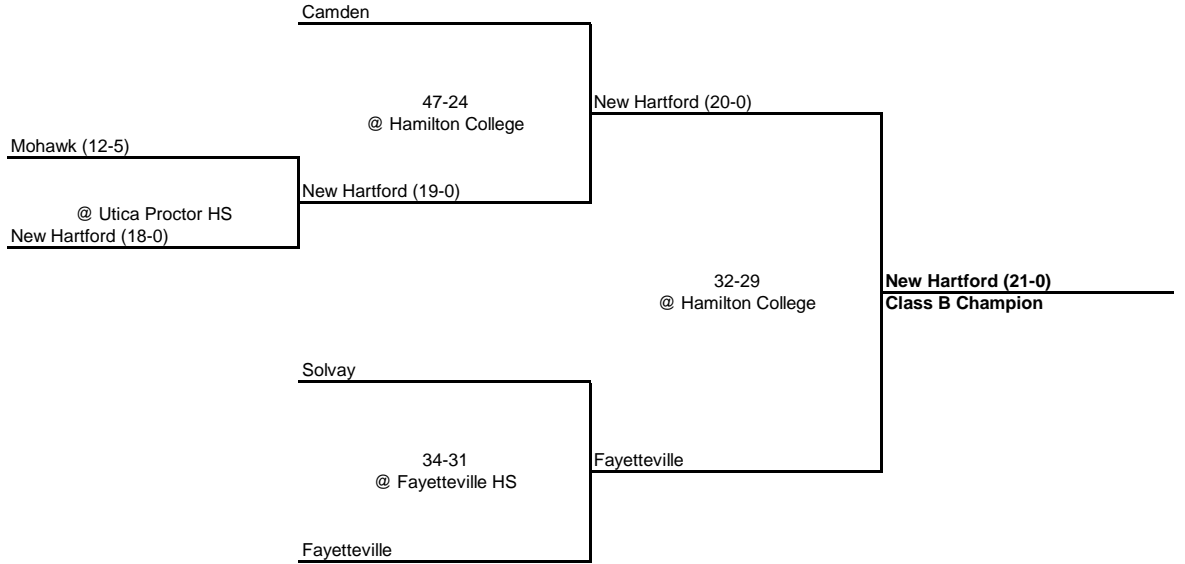 Camden
47-24
@ Hamilton College
New Hartford (20-0)
Mohawk (12-5)
New Hartford (19-0)
@ Utica Proctor HS
New Hartford (18-0)
32-29
@ Hamilton College
New Hartford (21-0)
Class B Champion
Solvay
34-31
@ Fayetteville HS
Fayetteville
Fayetteville